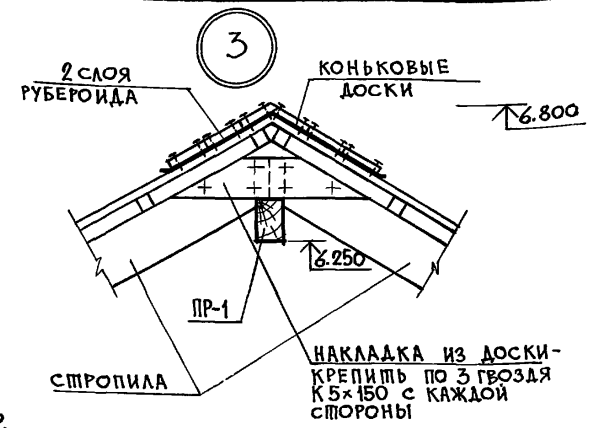 3
2 СЛОЯ
РУБЕРОИДА
КОНЬКОВЫЕ
ДОСКИ
6.800
6.250
ПР-1
СТРОПИЛА
НАКЛАДКА ИЗ ДОСКИ-
КРЕПИТЬ ПО 3 ГВОЗДЯ
К 5×150 С КАЖДОЙ
СТОРОНЫ